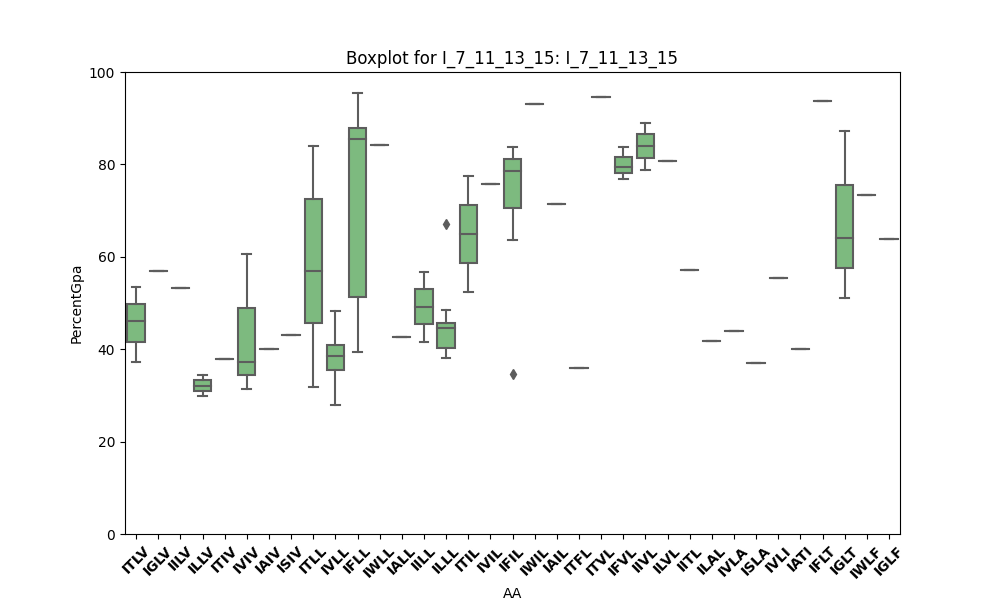 Boxplot for I_7_11_13_15: I_7_11_13_15
PercentGpa
100
80
60
40
20
0
ITLV IGLV IILV ILLV ITIV IVIV IAIV ISIV ITLL IVLL IFLL IWLL IALL IILL ILLL ITIL IVIL IFIL IWIL IAIL ITFL ITVL IFVL IIVL ILVL IITL ILAL IVLA ISLA IVLI IATI IFLT IGLT IWLF IGLF
AA